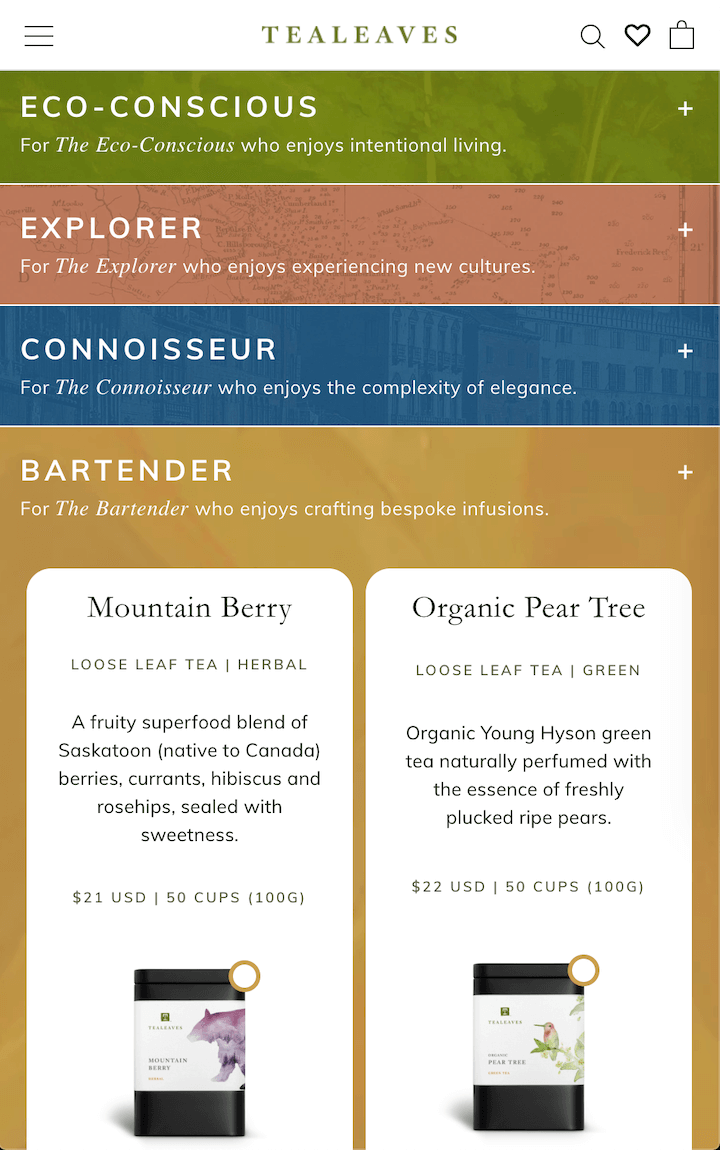 TEALEAVES
ECO-CONSCIOUS
+
For The Eco-Conscious who enjoys intentional living.
EXPLORER
+
For The Explorer who enjoys experiencing new cultures.
CONNOISSEUR
+
For The Connoisseur who enjoys the complexity of elegance.
BARTENDER
+
For The Bartender who enjoys crafting bespoke infusions.
Mountain Berry
LOOSE LEAF TEA | HERBAL
A fruity superfood blend of
Saskatoon (native to Canada)
berries, currants, hibiscus and
rosehips, sealed with
sweetness.
$21 USD | 50 CUPS (100G)
TEALEAVES
MOUNTAIN
BERRY
HERBAL
Organic Pear Tree
LOOSE LEAF TEA | GREEN
Organic Young Hyson green
tea naturally perfumed with
the essence of freshly
plucked ripe pears.
$22 USD | 50 CUPS (100G)
TEALEAVES
ORGANIC
PEAR TREE
GREEN TEA